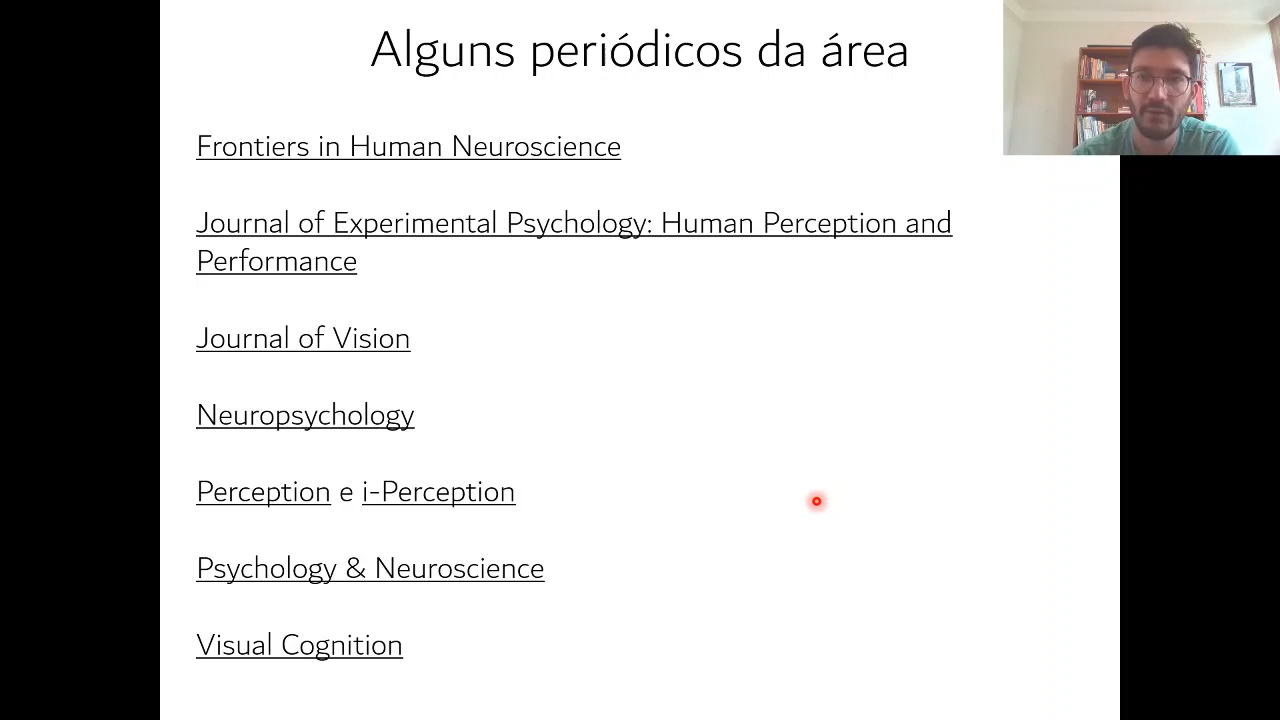 Alguns periódicos da área
Frontiers in Human Neuroscience
Journal of Experimental Psychology: Human Perception and
Performance
Journal of Vision
Neuropsychology
Perception e i-Perception
Psychology & Neuroscience
Visual Cognition